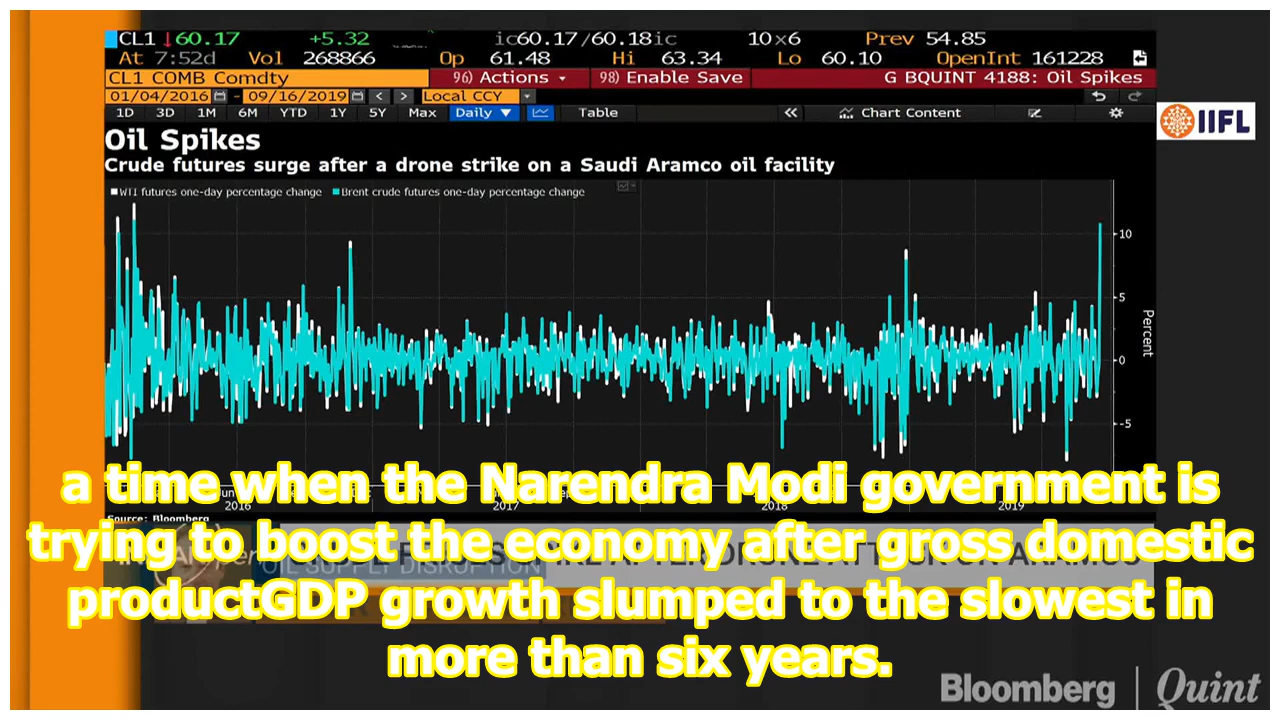 CL1 ↓60.17 +5.32 ic60.17/60.18ic 10x6 Prev 54.85
At 7:52d Vol 268866 Op 61.48 Hi 63.34 Lo 60.10 OpenInt 161228
CL1 COMB Comdty 96) Actions 98) Enable Save G BQUINT 4188: Oil Spikes
01/04/2016 - 09/16/2019 < > Local CCY
1D 3D 1M 6M YTD 1Y 5Y Max Daily ▼ Table « Chart Content
IIFL
Oil Spikes
Crude futures surge after a drone strike on a Saudi Aramco oil facility
WTI futures one-day percentage change Brent crude futures one-day percentage change
10
5
0
-5
Percent
2016 2017 2018 2019
Source: Bloomberg
a time when the Narendra Modi government is
trying to boost the economy after gross domestic
productGDP growth slumped to the slowest in
more than six years.
OIL SUPPLY DISRUPTION
Bloomberg | Quint